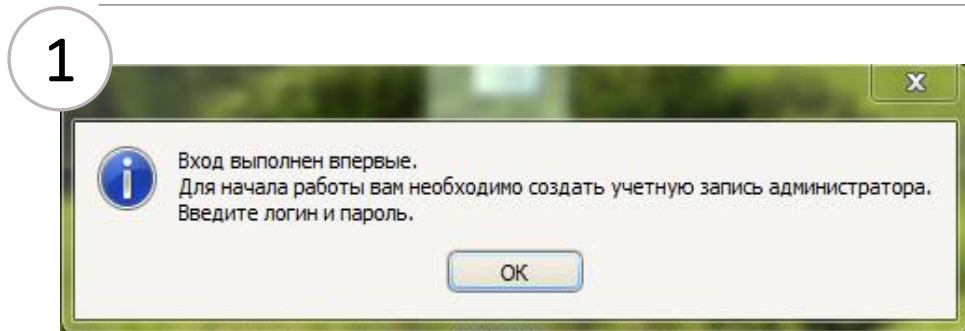 1
Вход выполнен впервые.
Для начала работы вам необходимо создать учетную запись администратора.
Введите логин и пароль.
OK